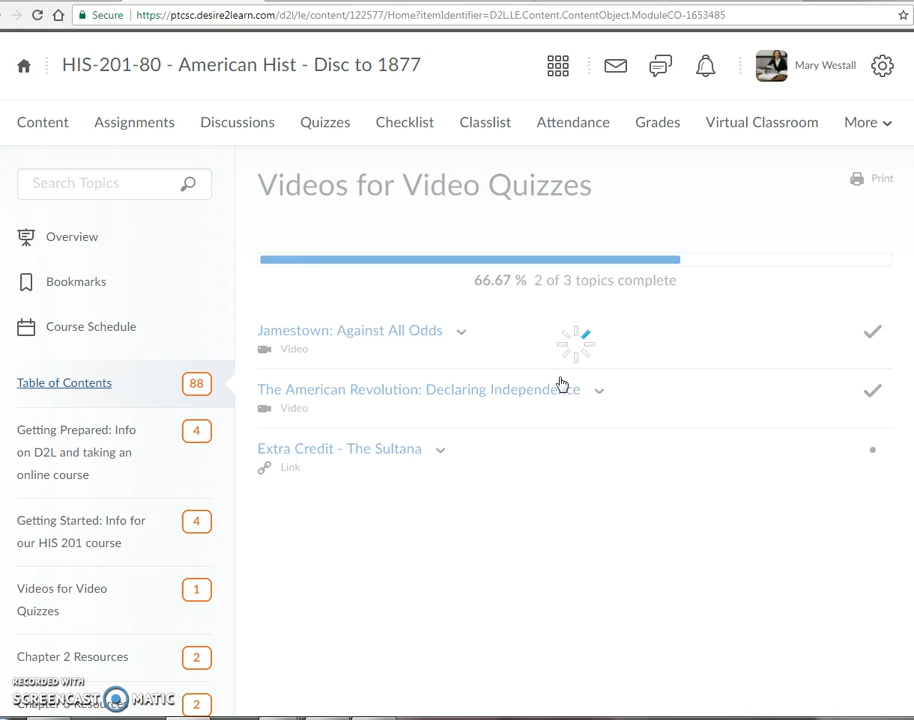 Secure https://ptcsc.desire2learn.com/d2l/le/content/122577/Home?itemIdentifier=D2L.LE.Content.ContentObject.ModuleCO-1653485
HIS-201-80 - American Hist - Disc to 1877
Mary Westall
Content Assignments Discussions Quizzes Checklist Classlist Attendance Grades Virtual Classroom More
Search Topics
Videos for Video Quizzes
Print
Overview
66.67 % 2 of 3 topics complete
Bookmarks
Course Schedule
Jamestown: Against All Odds
Video
Table of Contents 88
The American Revolution: Declaring Independence
Video
Getting Prepared: Info 4
on D2L and taking an
online course
Extra Credit - The Sultana
Link
Getting Started: Info for 4
our HIS 201 course
Videos for Video 1
Quizzes
Chapter 2 Resources 2
RECORDED WITH
SCREENCAST MATIC
2